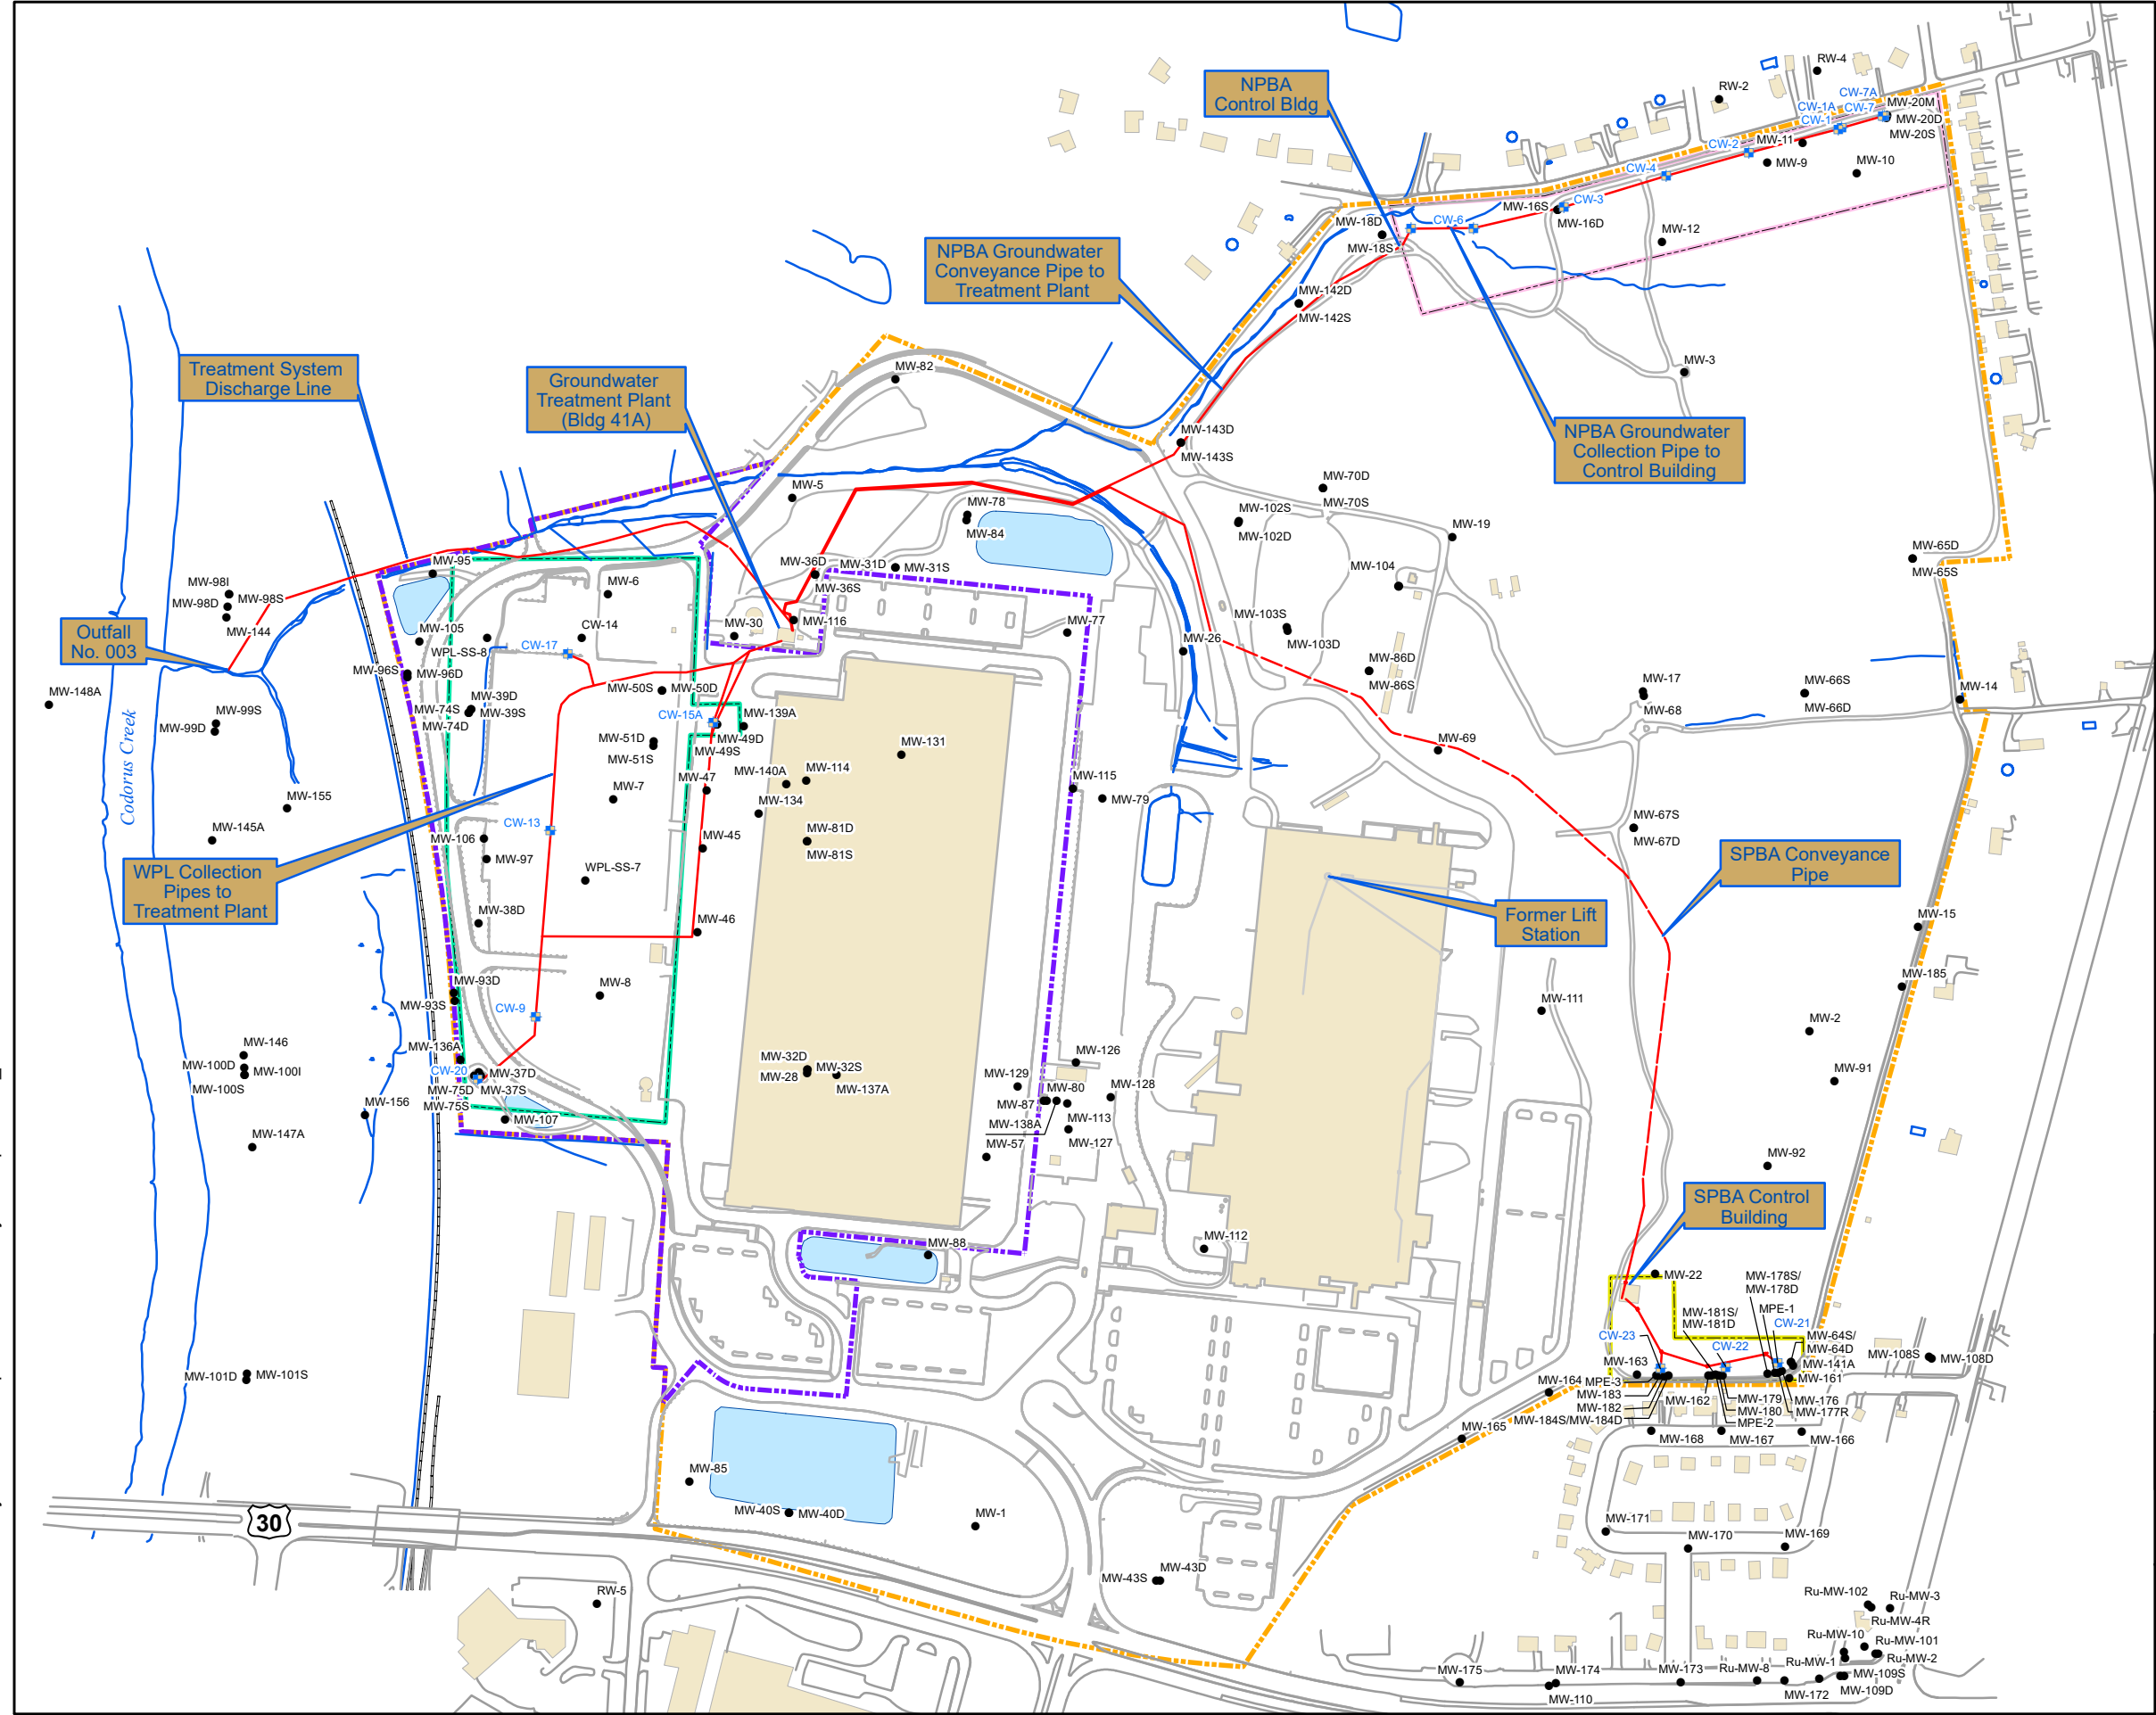 RW-4
NPBA
Control Bldg
RW-2
CW-7A
CW-1A
CW-7
MW-20M
CW-1
MW-20D
MW-20S
CW-2
MW-11
MW-9
MW-10
CW-4
CW-3
MW-16S
MW-16D
CW-6
MW-18D
MW-18S
MW-12
NPBA Groundwater
Conveyance Pipe to
Treatment Plant
MW-142D
MW-142S
MW-3
MW-82
Treatment System
Discharge Line
Groundwater
Treatment Plant
(Bldg 41A)
NPBA Groundwater
Collection Pipe to
Control Building
MW-143D
MW-143S
MW-5
MW-70D
MW-70S
MW-78
MW-84
MW-102S
MW-102D
MW-19
MW-65D
MW-65S
MW-95
MW-36D
MW-31D
MW-31S
MW-36S
MW-104
MW-98I
MW-98S
MW-98D
MW-144
MW-6
MW-116
MW-30
MW-77
MW-103S
MW-103D
MW-26
Outfall
No. 003
MW-105
WPL-SS-8
CW-14
CW-17
MW-96S
MW-96D
MW-86D
MW-86S
MW-148A
MW-50S
MW-50D
MW-39D
MW-39S
MW-74S
MW-74D
MW-17
MW-68
MW-66S
MW-66D
MW-14
MW-99S
MW-99D
CW-15A
MW-139A
MW-49D
MW-49S
MW-51D
MW-51S
MW-131
MW-69
Codorus Creek
MW-140A
MW-114
MW-47
MW-7
MW-134
MW-115
MW-79
MW-155
MW-145A
CW-13
MW-106
MW-97
MW-45
MW-81D
MW-81S
MW-67S
MW-67D
WPL Collection
Pipes to
Treatment Plant
WPL-SS-7
SPBA Conveyance
Pipe
MW-38D
MW-46
Former Lift
Station
MW-15
MW-93D
MW-93S
MW-8
CW-9
MW-111
MW-185
MW-2
MW-146
MW-100D
MW-100I
MW-100S
MW-136A
CW-20
MW-37D
MW-37S
MW-75D
MW-75S
MW-107
MW-32D
MW-32S
MW-28
MW-137A
MW-126
MW-129
MW-80
MW-87
MW-128
MW-113
MW-138A
MW-127
MW-57
MW-91
MW-156
MW-147A
MW-92
SPBA Control
Building
MW-88
MW-112
MW-22
MW-178S/
MW-178D
MW-181S/
MW-181D
MPE-1
CW-21
CW-23
CW-22
MW-64S/
MW-64D
MW-141A
MW-108S
MW-108D
MW-163
MW-161
MW-164
MPE-3
MW-183
MW-182
MW-184S/MW-184D
MW-162
MW-179
MW-180
MPE-2
MW-176
MW-177R
MW-101D
MW-101S
MW-165
MW-168
MW-167
MW-166
MW-85
MW-40S
MW-40D
MW-1
30
MW-171
MW-170
MW-169
MW-43S
MW-43D
RW-5
Ru-MW-102
Ru-MW-3
Ru-MW-4R
Ru-MW-10
Ru-MW-101
Ru-MW-1
Ru-MW-2
MW-175
MW-174
MW-173
Ru-MW-8
MW-109S
MW-109D
MW-172
MW-110